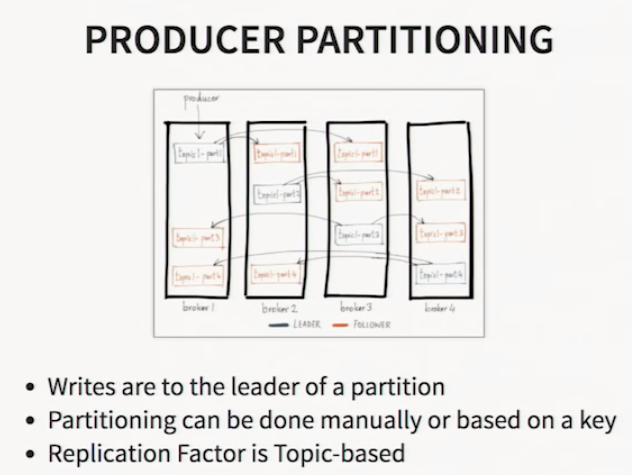 PRODUCER PARTITIONING
producer
topic1-part1 topic1-part1 topic1-part1
topic1-part2 topic1-part2 topic1-part2
topic1-part3 topic1-part3 topic1-part3
topic1-part4 topic1-part4 topic1-part4
broker 1 broker 2 broker 3 broker 4
LEADER FOLLOWER
• Writes are to the leader of a partition
• Partitioning can be done manually or based on a key
• Replication Factor is Topic-based